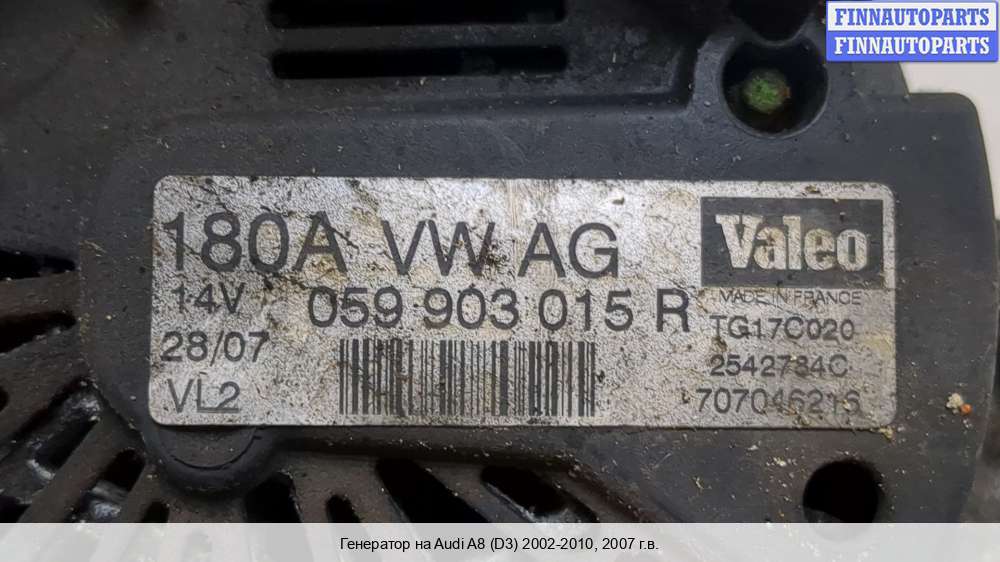 FINNAUTOPARTS
FINNAUTOPARTS
180A VW AG
Valeo
14V 059 903 015 R
MADE IN FRANCE
28/07
TG17C020
2542734C
VL2
707046216
Генератор на Audi A8 (D3) 2002-2010, 2007 г.в.